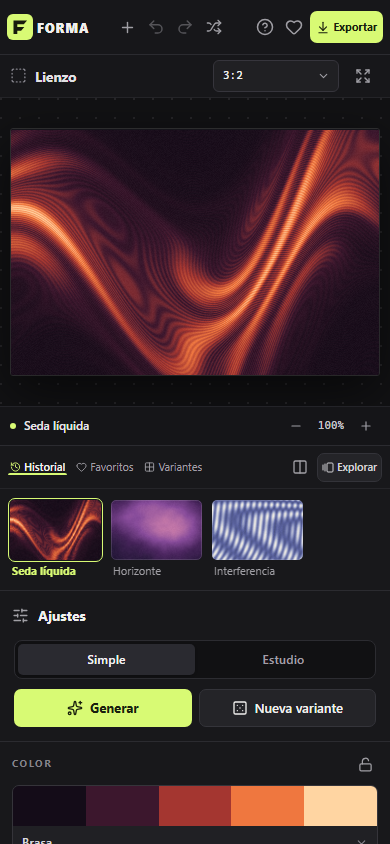 FORMA
Exportar
Lienzo
3:2
Seda líquida
100%
Historial
Favoritos
Variantes
Explorar
Seda líquida
Horizonte
Interferencia
Ajustes
Simple
Estudio
Generar
Nueva variante
COLOR
Brasa